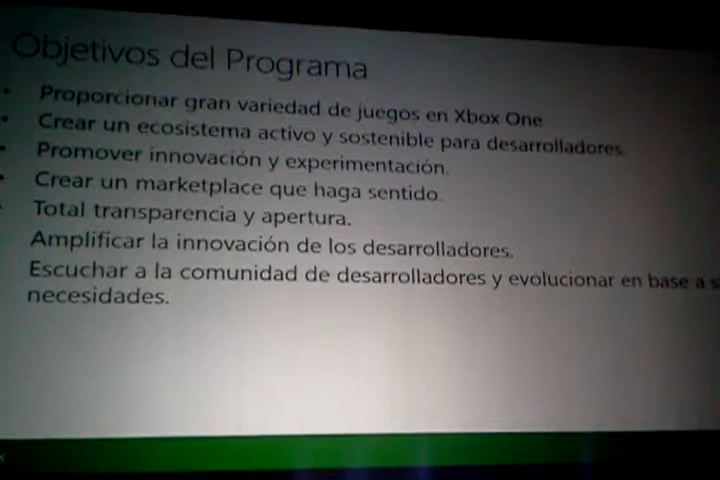 Objetivos del Programa
• Proporcionar gran variedad de juegos en Xbox One
• Crear un ecosistema activo y sostenible para desarrolladores.
• Promover innovación y experimentación.
• Crear un marketplace que haga sentido.
• Total transparencia y apertura.
Amplificar la innovación de los desarrolladores.
Escuchar a la comunidad de desarrolladores y evolucionar en base a
necesidades.